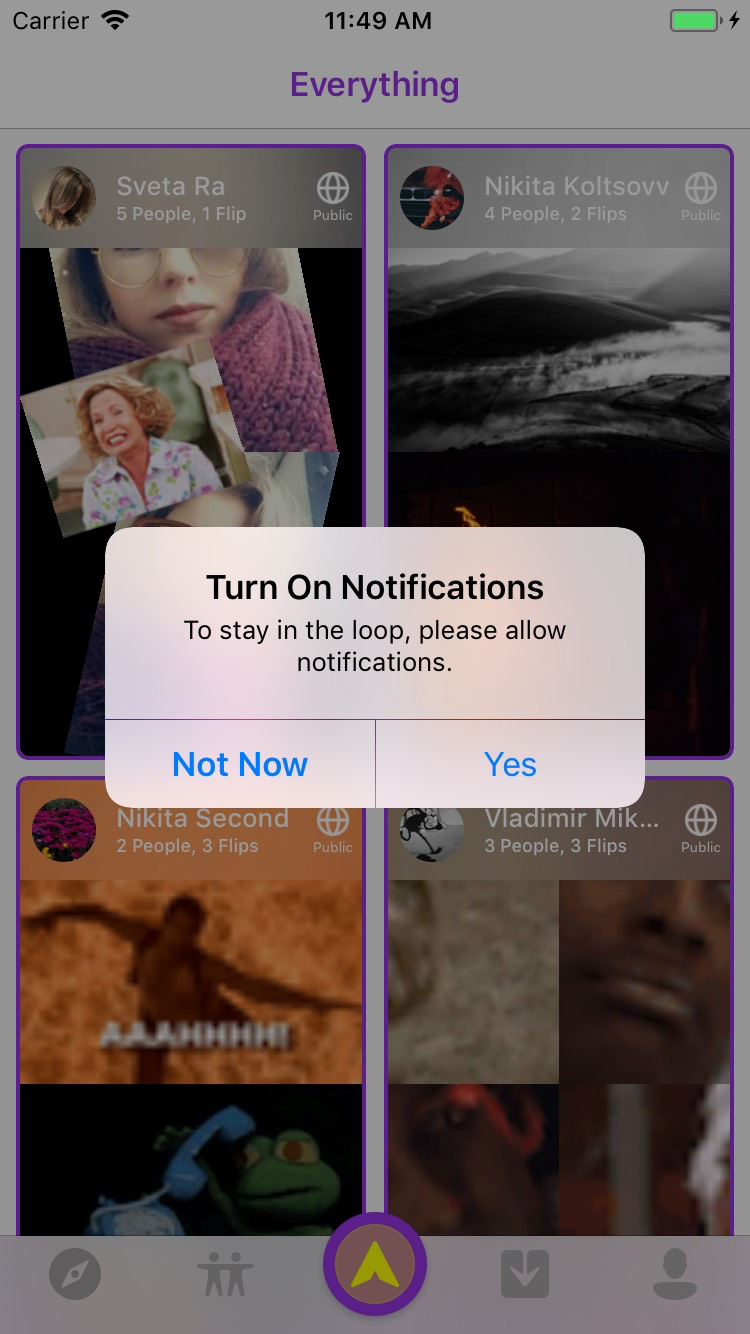 Carrier 11:49 AM
Everything
Sveta Ra
5 People, 1 Flip
Public
Nikita Koltsovv
4 People, 2 Flips
Public
Turn On Notifications
To stay in the loop, please allow
notifications.
Not Now
Yes
Nikita Second
2 People, 3 Flips
Public
Vladimir Mik...
3 People, 3 Flips
Public
AAAHHHH!